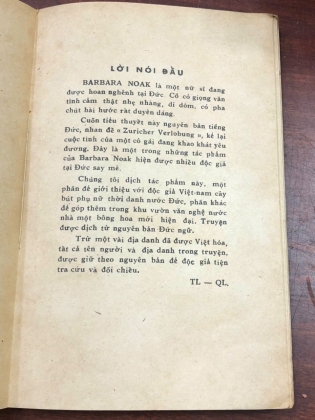 LỜI NÓI ĐẦU
BARBARA NOAK là một nữ sĩ đang
được hoan nghênh tại Đức. Cô có giọng văn
tình cảm thật nhẹ nhàng, dí dỏm, có pha
chút hài hước rất duyên dáng.
Cuốn tiểu thuyết này nguyên bản tiếng
Đức, nhan đề « Zuricher Verlobung », kể lại
cuộc tình của một cô gái đang khao khát yêu
đương. Đây là một trong những tác phẩm
của Barbara Noak hiện được nhiều độc giả
tại Đức say mê.
Chúng tôi dịch tác phẩm này, một
phần để giới thiệu với độc giả Việt-nam cây
bút phụ nữ thời danh nước Đức, phần khác
để góp thêm trong khu vườn văn nghệ nước
nhà một bông hoa mới hiện đại. Truyện
được dịch từ nguyên bản Đức ngữ.
Trừ một vài địa danh đã được Việt hóa,
tất cả tên người và địa danh trong truyện,
được giữ theo nguyên bản để độc giả tiện
tra cứu và đối chiếu.
TL — QL.